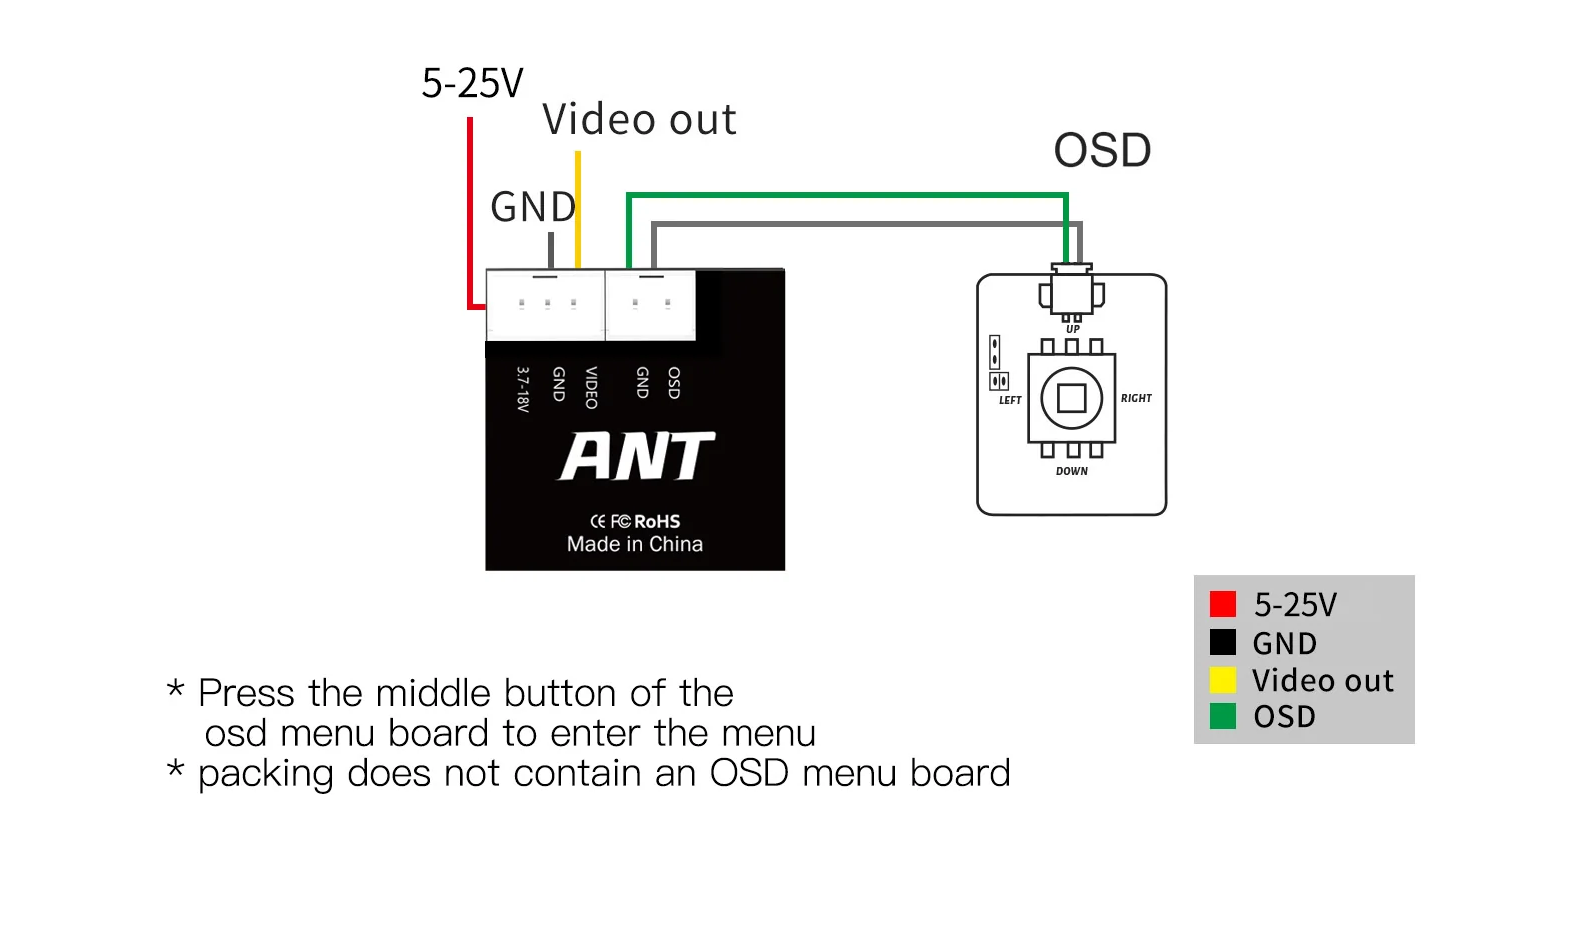 5-25V
Video out
GND
OSD
UP
LEFT
RIGHT
DOWN
3.7-18V
GND
VIDEO
GND
OSD
ANT
CE FC RoHS
Made in China
5-25V
GND
Video out
OSD
* Press the middle button of the
osd menu board to enter the menu
* packing does not contain an OSD menu board